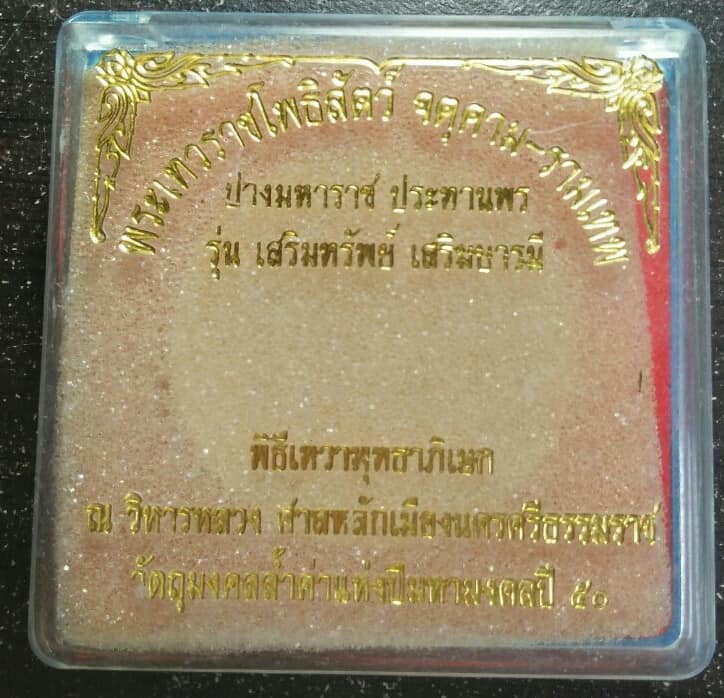 พระเทวราชโพธิสัตว์ จตุคาม-รามเทพ
ปางมหาราช ประทานพร
รุ่น เสริมทรัพย์ เสริมบารมี
พิธีเทวาพุทธาภิเษก
ณ วิหารหลวง ศาลหลักเมืองนครศรีธรรมราช
วัตถุมงคลล้ำค่าแห่งปีมหามงคลปี ๕๐